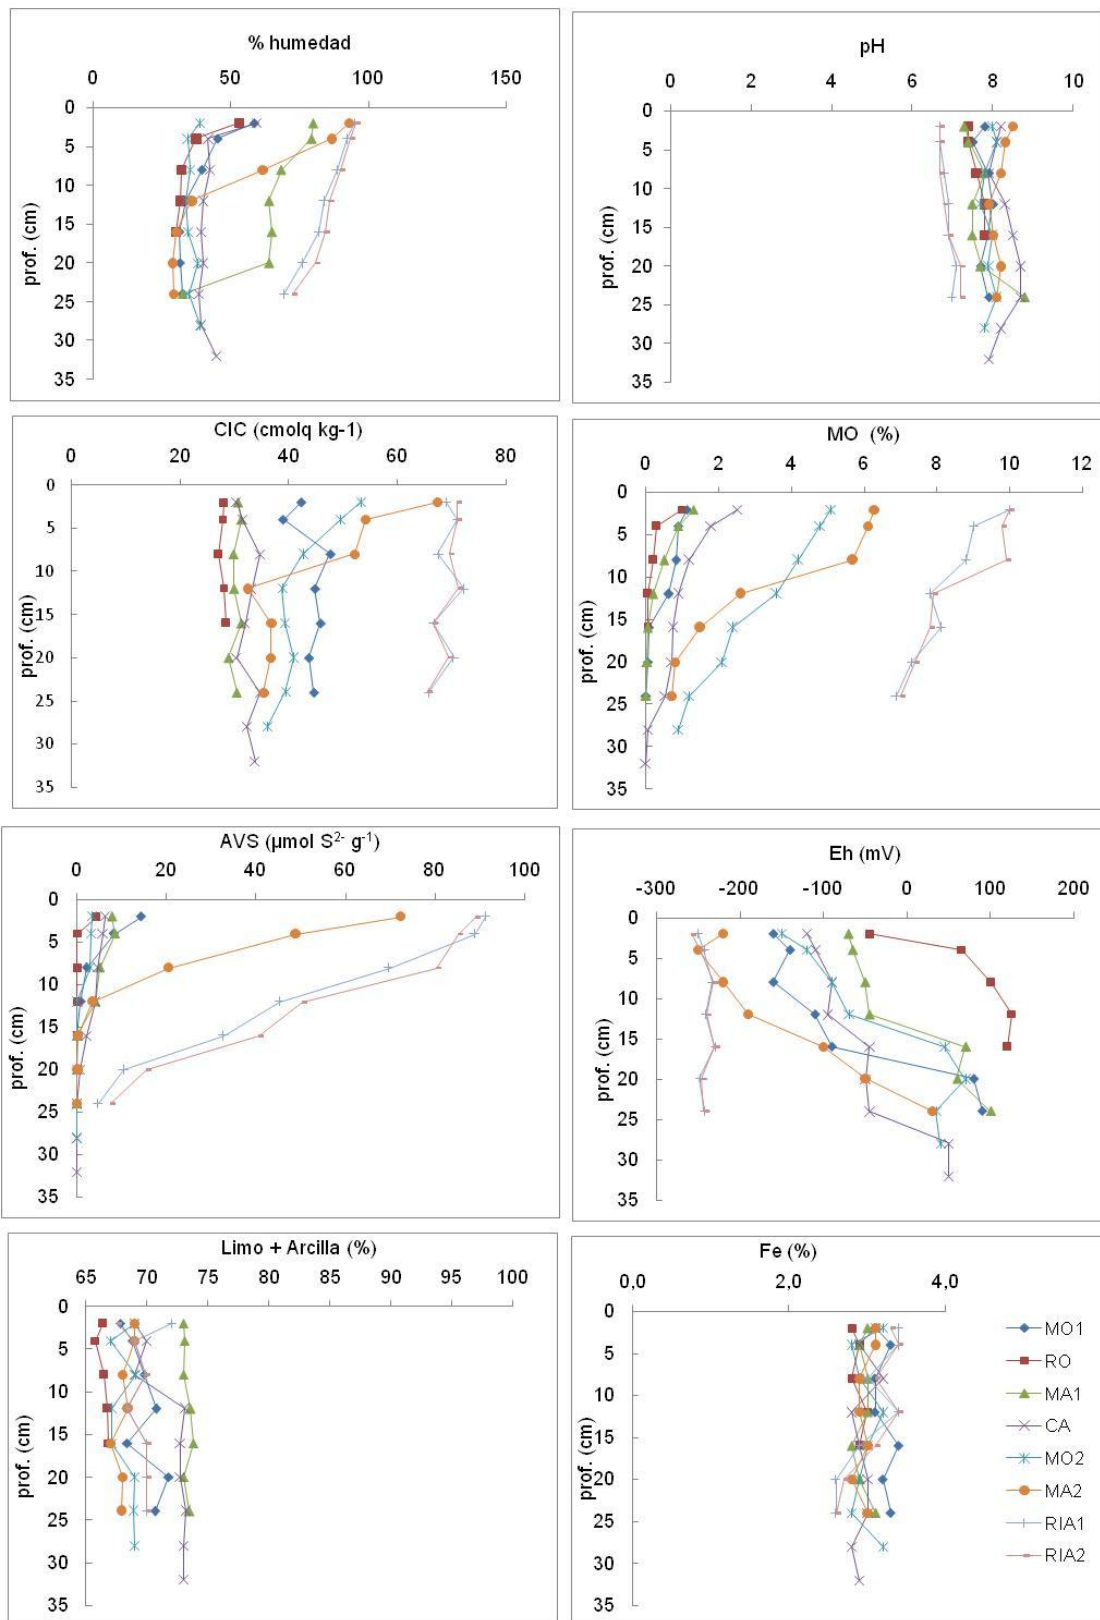 % humedad
0 50 100 150
0
5
10
15
20
25
30
35
prof. (cm)
pH
0 2 4 6 8 10
0
5
10
15
20
25
30
35
prof. (cm)
CIC (cmolq kg-1)
0 20 40 60 80
0
5
10
15
20
25
30
35
prof. (cm)
MO (%)
0 2 4 6 8 10 12
0
5
10
15
20
25
30
35
prof. (cm)
AVS (µmol S²⁻ g⁻¹)
0 20 40 60 80 100
0
5
10
15
20
25
30
35
prof. (cm)
Eh (mV)
-300 -200 -100 0 100 200
0
5
10
15
20
25
30
35
prof. (cm)
Limo + Arcilla (%)
65 70 75 80 85 90 95 100
0
5
10
15
20
25
30
35
prof. (cm)
Fe (%)
0,0 2,0 4,0
0
5
10
15
20
25
30
35
prof. (cm)
MO1
RO
MA1
CA
MO2
MA2
RIA1
RIA2